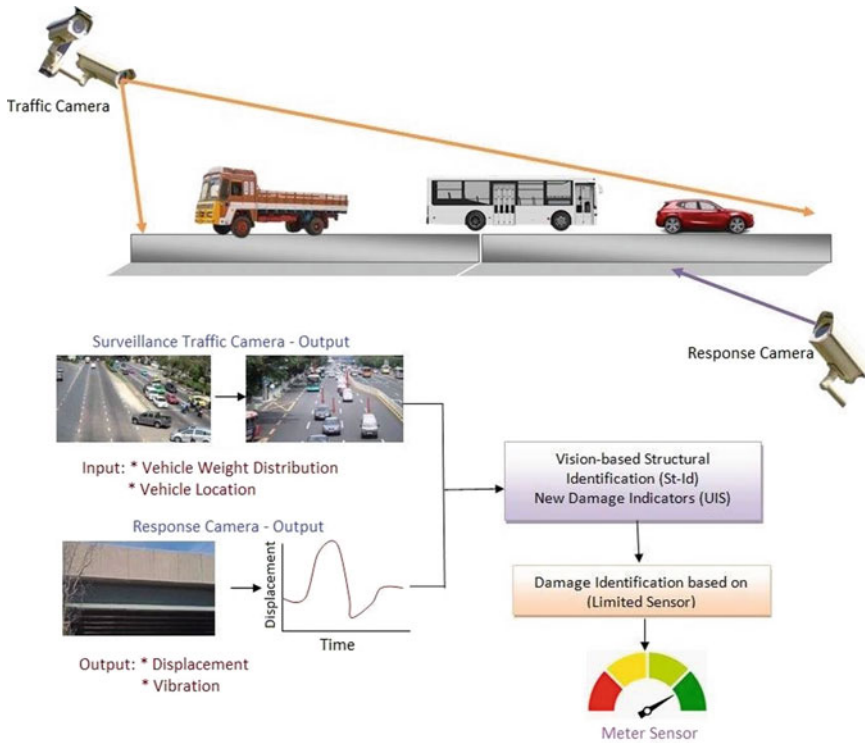 Traffic Camera
Response Camera
Surveillance Traffic Camera - Output
Input: * Vehicle Weight Distribution
* Vehicle Location
Response Camera - Output
Displacement
Time
Output: * Displacement
* Vibration
Vision-based Structural
Identification (St-Id)
New Damage Indicators (UIS)
Damage Identification based on
(Limited Sensor)
Meter Sensor